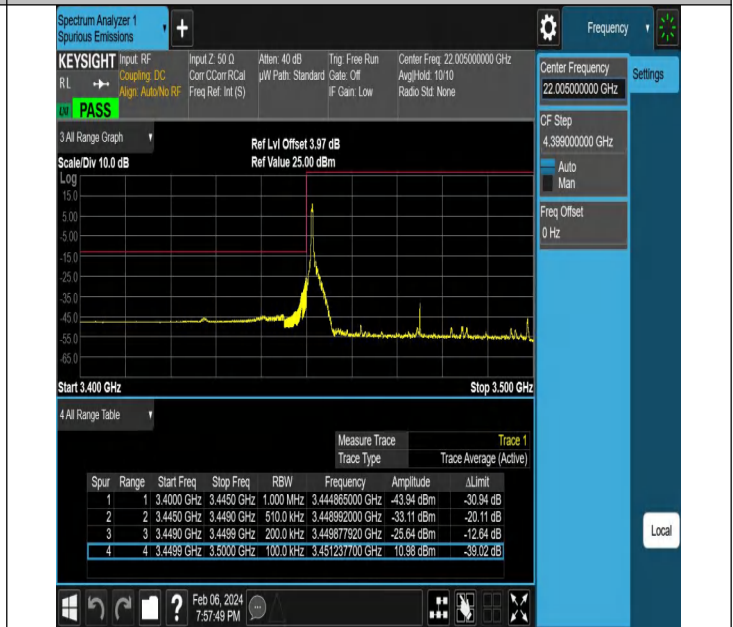 Spectrum Analyzer 1
Spurious Emissions
+
Frequency
KEYSIGHT Input: RF Input Z: 50 Ω Atten: 40 dB Trig: Free Run Center Freq: 22.005000000 GHz
RL Coupling: DC Corr CCorr RCal µW Path: Standard Gate: Off Avg|Hold: 10/10
Align: Auto/No RF Freq Ref: Int (S) IF Gain: Low Radio Std: None
PASS
Center Frequency
22.005000000 GHz
Settings
CF Step
4.399000000 GHz
Auto
Man
Freq Offset
0 Hz
3 All Range Graph
Ref Lvl Offset 3.97 dB
Scale/Div 10.0 dB Ref Value 25.00 dBm
Log
15.0
5.00
-5.00
-15.0
-25.0
-35.0
-45.0
-55.0
-65.0
Start 3.400 GHz Stop 3.500 GHz
4 All Range Table
Measure Trace Trace 1
Trace Type Trace Average (Active)
Spur Range Start Freq Stop Freq RBW Frequency Amplitude ΔLimit
1 1 3.4000 GHz 3.4450 GHz 1.000 MHz 3.444865000 GHz -43.94 dBm -30.94 dB
2 2 3.4450 GHz 3.4490 GHz 510.0 kHz 3.448992000 GHz -33.11 dBm -20.11 dB
3 3 3.4490 GHz 3.4499 GHz 200.0 kHz 3.449877920 GHz -25.64 dBm -12.64 dB
4 4 3.4499 GHz 3.5000 GHz 100.0 kHz 3.451237700 GHz 10.98 dBm -39.02 dB
Local
? Feb 06, 2024
7:57:49 PM